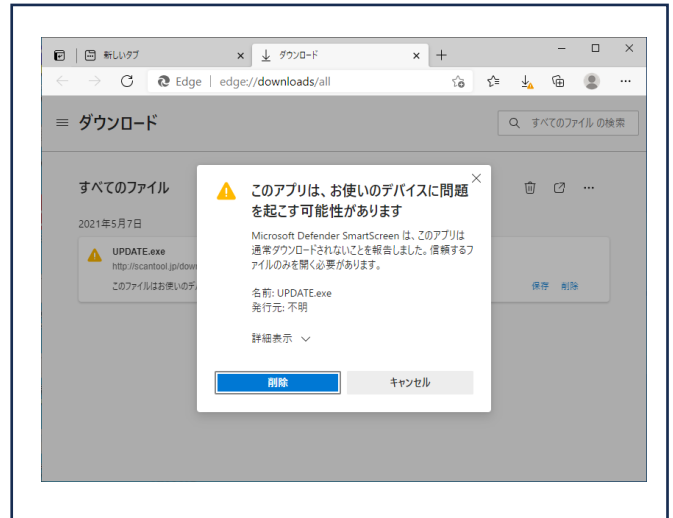 新しいタブ
ダウンロード
Edge
edge://downloads/all
ダウンロード
すべてのファイル の検索
すべてのファイル
2021年5月7日
UPDATE.exe
http://scantool.jp/dow
このファイルはお使いのデ
保存 削除
このアプリは、お使いのデバイスに問題
を起こす可能性があります
Microsoft Defender SmartScreen は、このアプリは
通常ダウンロードされないことを報告しました。信頼するフ
ァイルのみを開く必要があります。
名前: UPDATE.exe
発行元: 不明
詳細表示
削除
キャンセル